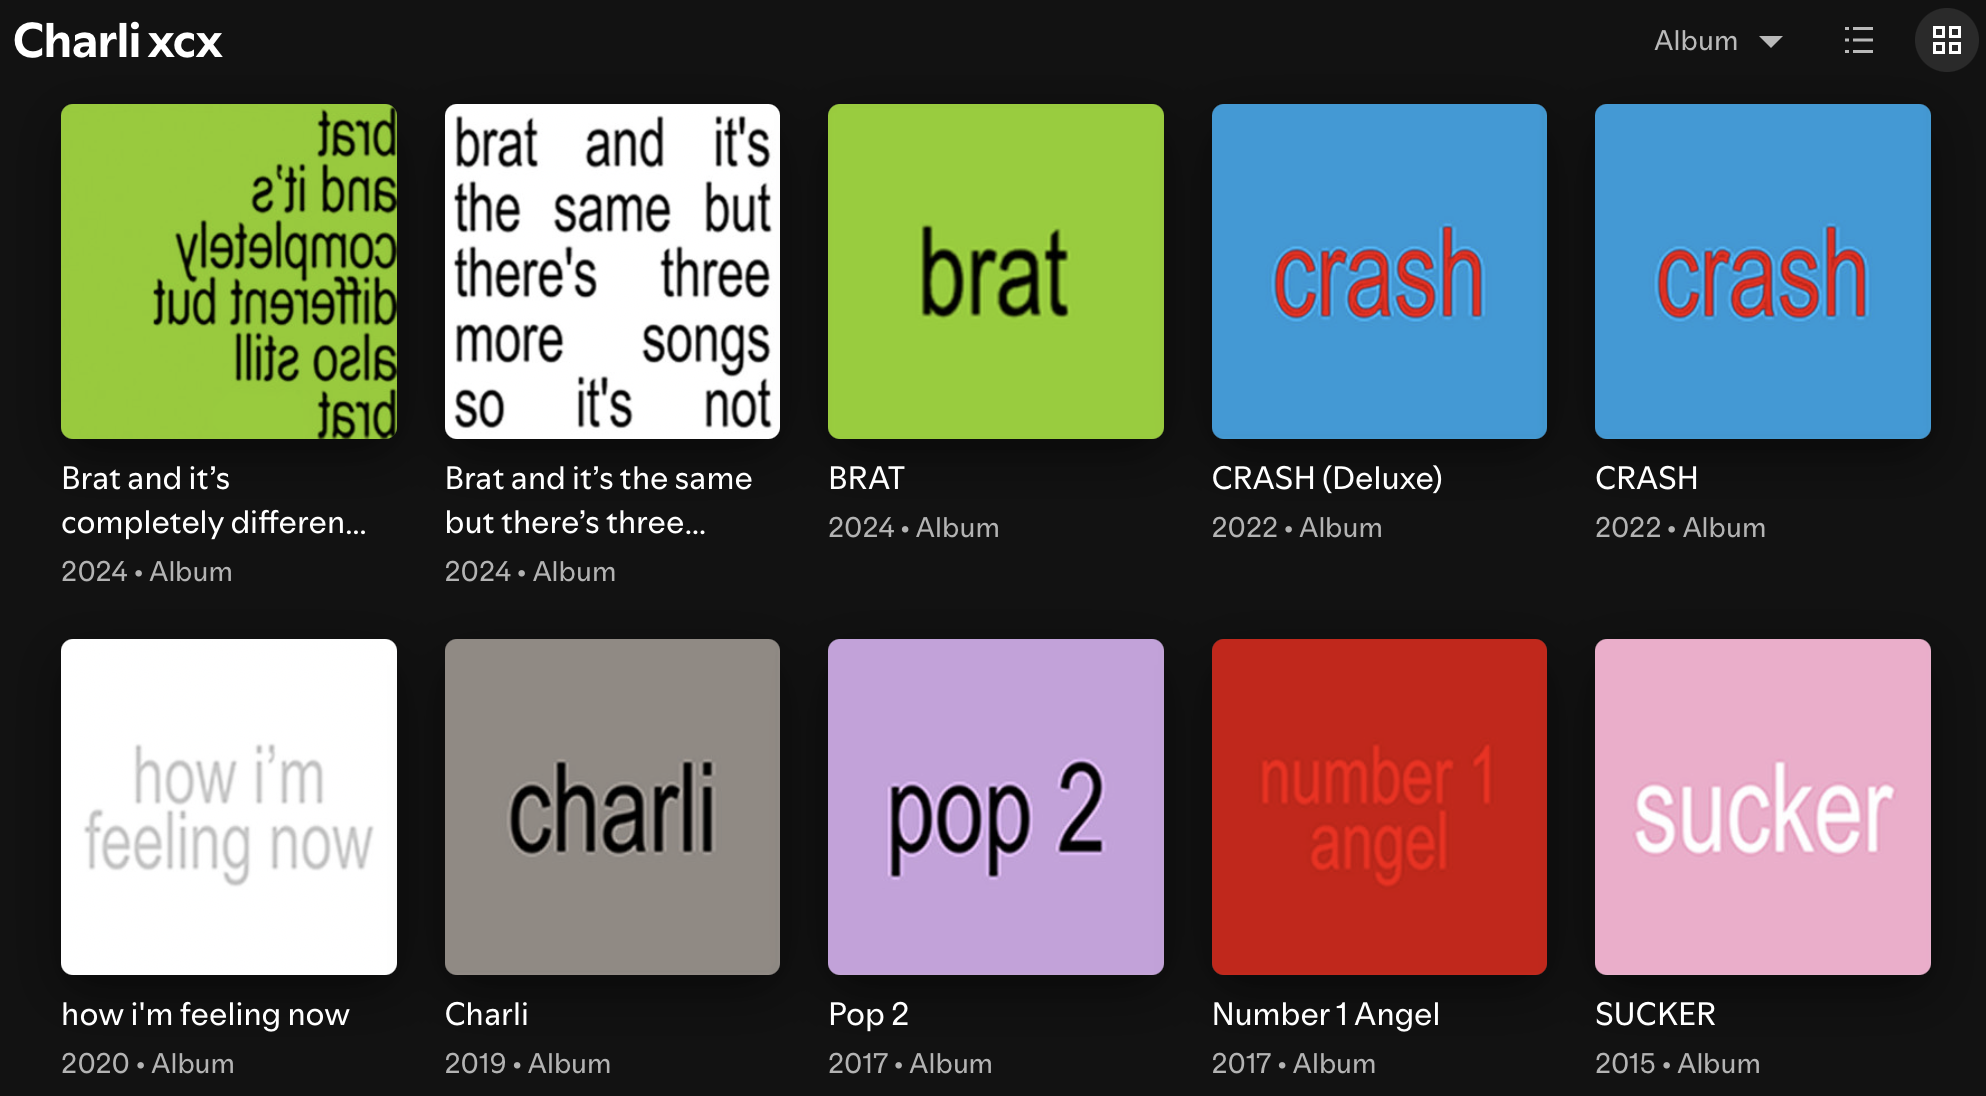 Charli xcx
Album
brat
and it's
completely
different but
also still
brat
brat and it's
the same but
there's three
more songs
so it's not
brat
crash
crash
Brat and it’s
completely differen...
2024 • Album
Brat and it’s the same
but there’s three...
2024 • Album
BRAT
2024 • Album
CRASH (Deluxe)
2022 • Album
CRASH
2022 • Album
how i’m
feeling now
charli
pop 2
number 1
angel
sucker
how i'm feeling now
2020 • Album
Charli
2019 • Album
Pop 2
2017 • Album
Number 1 Angel
2017 • Album
SUCKER
2015 • Album